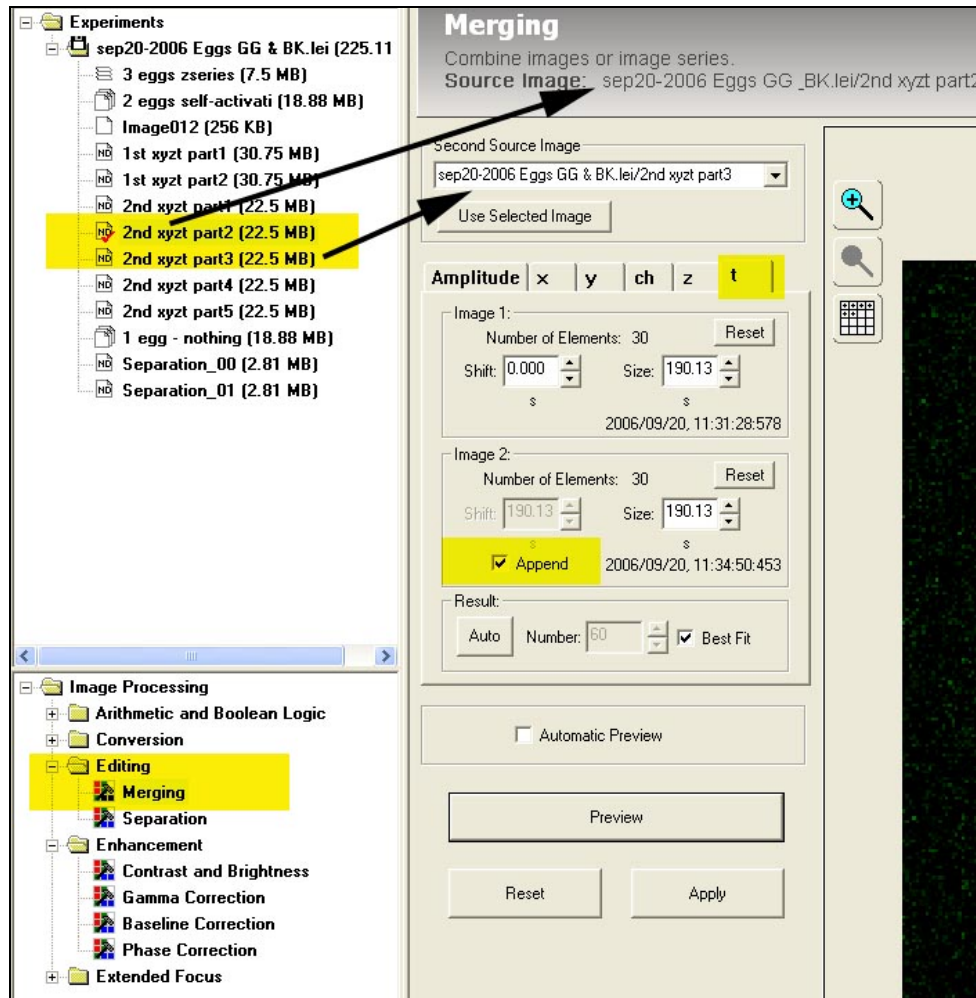 Experiments
sep20-2006 Eggs GG & BK.lei (225.11
3 eggs zseries (7.5 MB)
2 eggs self-activati (18.88 MB)
Image012 (256 KB)
1st xyzt part1 (30.75 MB)
1st xyzt part2 (30.75 MB)
2nd xyzt part1 (22.5 MB)
2nd xyzt part2 (22.5 MB)
2nd xyzt part3 (22.5 MB)
2nd xyzt part4 (22.5 MB)
2nd xyzt part5 (22.5 MB)
1 egg - nothing (18.88 MB)
Separation_00 (2.81 MB)
Separation_01 (2.81 MB)
Image Processing
Arithmetic and Boolean Logic
Conversion
Editing
Merging
Separation
Enhancement
Contrast and Brightness
Gamma Correction
Baseline Correction
Phase Correction
Extended Focus
Merging
Combine images or image series.
Source Image: sep20-2006 Eggs GG _BK.lei/2nd xyzt part2
Second Source Image
sep20-2006 Eggs GG & BK.lei/2nd xyzt part3
Use Selected Image
Amplitude x y ch z t
Image 1:
Number of Elements: 30 Reset
Shift: 0.000 Size: 190.13
s s
2006/09/20, 11:31:28:578
Image 2:
Number of Elements: 30 Reset
Shift: 190.13 Size: 190.13
s s
Append 2006/09/20, 11:34:50:453
Result:
Auto Number: 60 Best Fit
Automatic Preview
Preview
Reset Apply